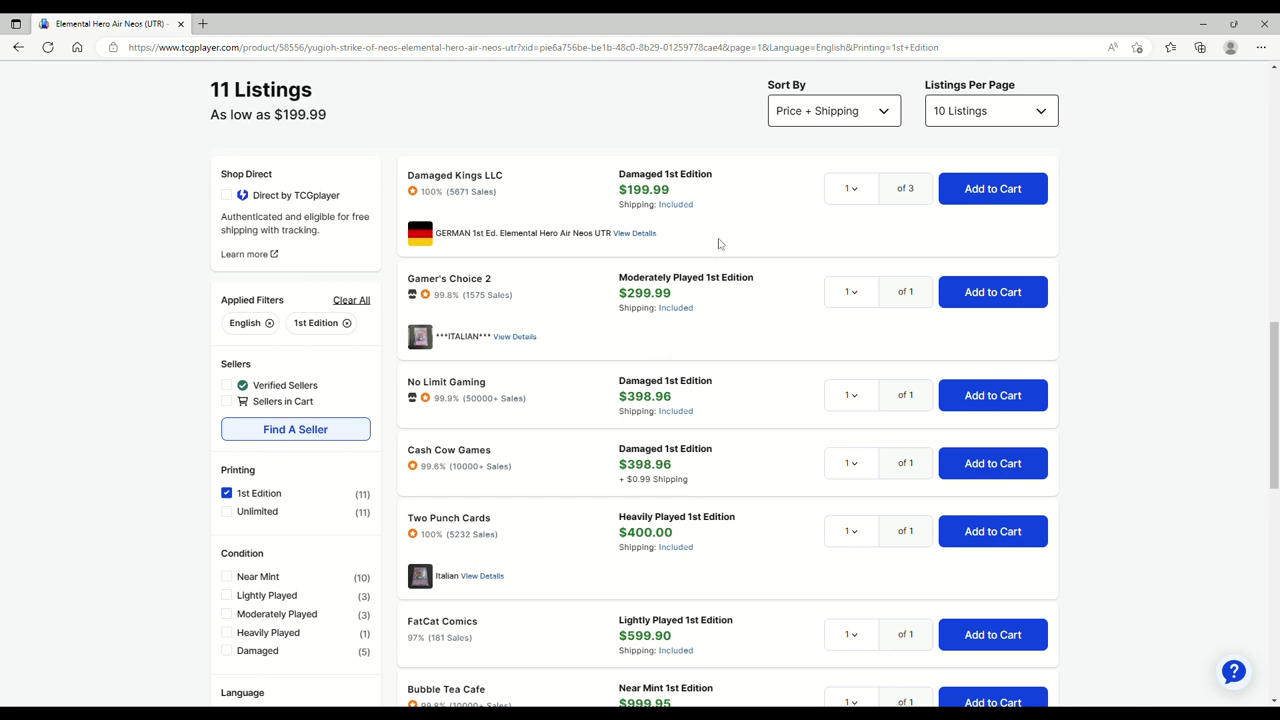 Elemental Hero Air Neos (UTR) -
https://www.tcgplayer.com/product/58556/yugioh-strike-of-neos-elemental-hero-air-neos-utr?xid=pie6a756be-be1b-48c0-8b29-01259778cae4&page=1&Language=English&Printing=1st+Edition
11 Listings
As low as $199.99
Sort By
Price + Shipping
Listings Per Page
10 Listings
Shop Direct
Direct by TCGplayer
Authenticated and eligible for free
shipping with tracking.
Learn more
Applied Filters
Clear All
English
1st Edition
Sellers
Verified Sellers
Sellers in Cart
Find A Seller
Printing
1st Edition (11)
Unlimited (11)
Condition
Near Mint (10)
Lightly Played (3)
Moderately Played (3)
Heavily Played (1)
Damaged (5)
Language
Damaged Kings LLC
100% (5671 Sales)
Damaged 1st Edition
$199.99
Shipping: Included
1
of 3
Add to Cart
GERMAN 1st Ed. Elemental Hero Air Neos UTR View Details
Gamer's Choice 2
99.8% (1575 Sales)
Moderately Played 1st Edition
$299.99
Shipping: Included
1
of 1
Add to Cart
***ITALIAN*** View Details
No Limit Gaming
99.9% (50000+ Sales)
Damaged 1st Edition
$398.96
Shipping: Included
1
of 1
Add to Cart
Cash Cow Games
99.6% (10000+ Sales)
Damaged 1st Edition
$398.96
+ $0.99 Shipping
1
of 1
Add to Cart
Two Punch Cards
100% (5232 Sales)
Heavily Played 1st Edition
$400.00
Shipping: Included
1
of 1
Add to Cart
Italian View Details
FatCat Comics
97% (181 Sales)
Lightly Played 1st Edition
$599.90
Shipping: Included
1
of 1
Add to Cart
Bubble Tea Cafe
99.8% (10000+ Sales)
Near Mint 1st Edition
$999.95
1
of 1
Add to Cart